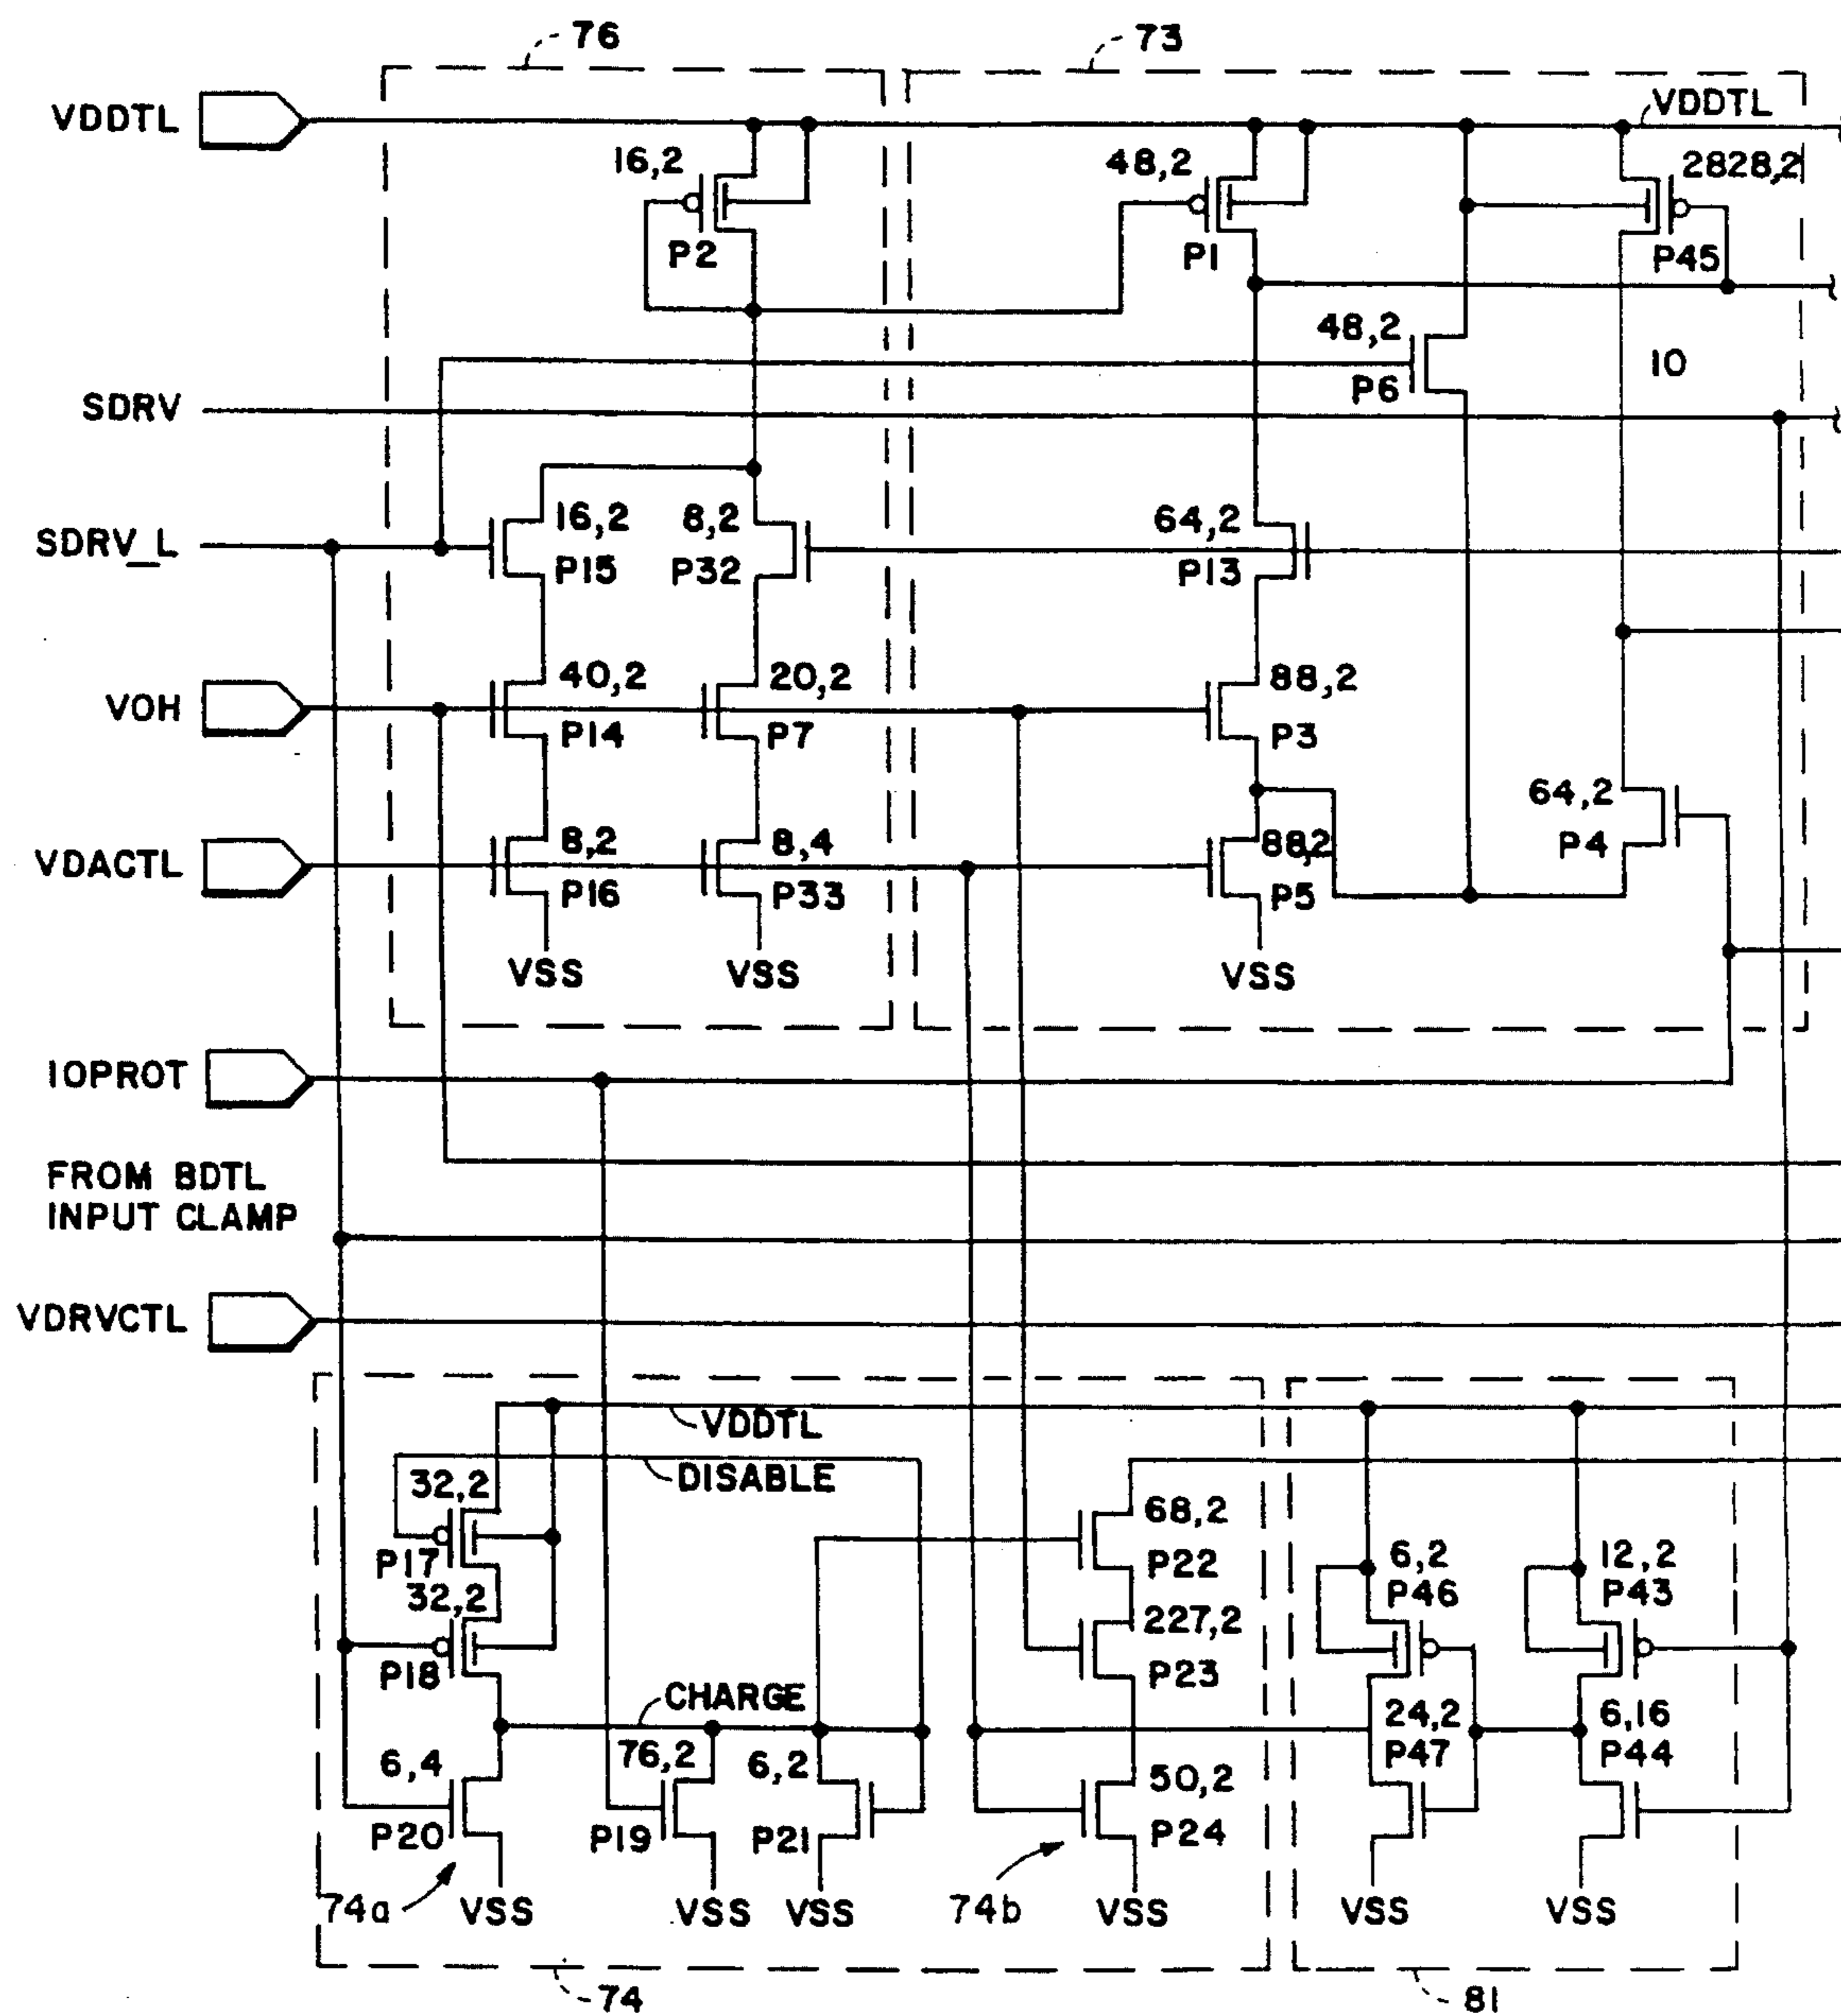 76
73
VDDTL
VDDTL
16,2
48,2
2828,2
P2
P1
P45
48,2
10
P6
SDRV
SDRV_L
16,2
8,2
64,2
P15
P32
P13
VOH
40,2
20,2
88,2
P14
P7
P3
64,2
P4
VDACTL
8,2
8,4
88,2
P16
P33
P5
VSS
VSS
VSS
IOPROT
FROM BDTL
INPUT CLAMP
VDRVCTL
VDDTL
DISABLE
32,2
68,2
P17
P22
6,2
12,2
P46
P43
32,2
227,2
P18
P23
CHARGE
24,2
6,16
76,2
P47
P44
6,4
6,2
50,2
P20
P19
P21
P24
74a
VSS
VSS
VSS
74b
VSS
VSS
VSS
74
81